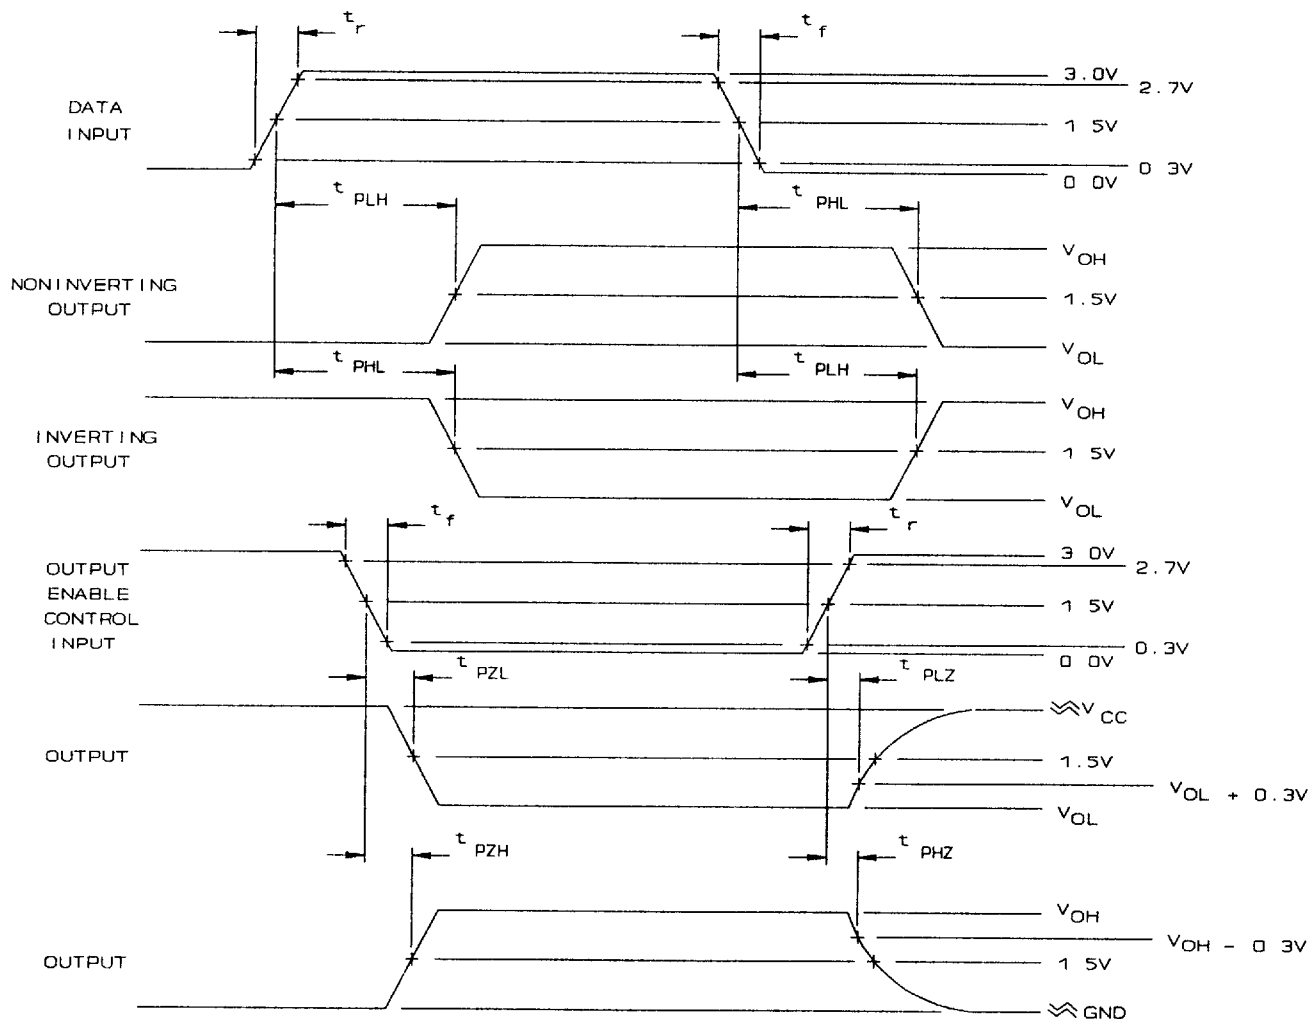 t r
t f
3.0V
2.7V
DATA
INPUT
1 5V
0 3V
0 0V
t PLH
t PHL
V OH
NONINVERTING
OUTPUT
1.5V
V OL
t PHL
t PLH
V OH
INVERTING
OUTPUT
1 5V
V OL
t f
t r
3 0V
2.7V
OUTPUT
ENABLE
CONTROL
INPUT
1 5V
0.3V
0 0V
t PZL
t PLZ
≈V CC
OUTPUT
1.5V
V OL + 0.3V
V OL
t PZH
t PHZ
V OH
V OH - 0 3V
OUTPUT
1 5V
≈GND